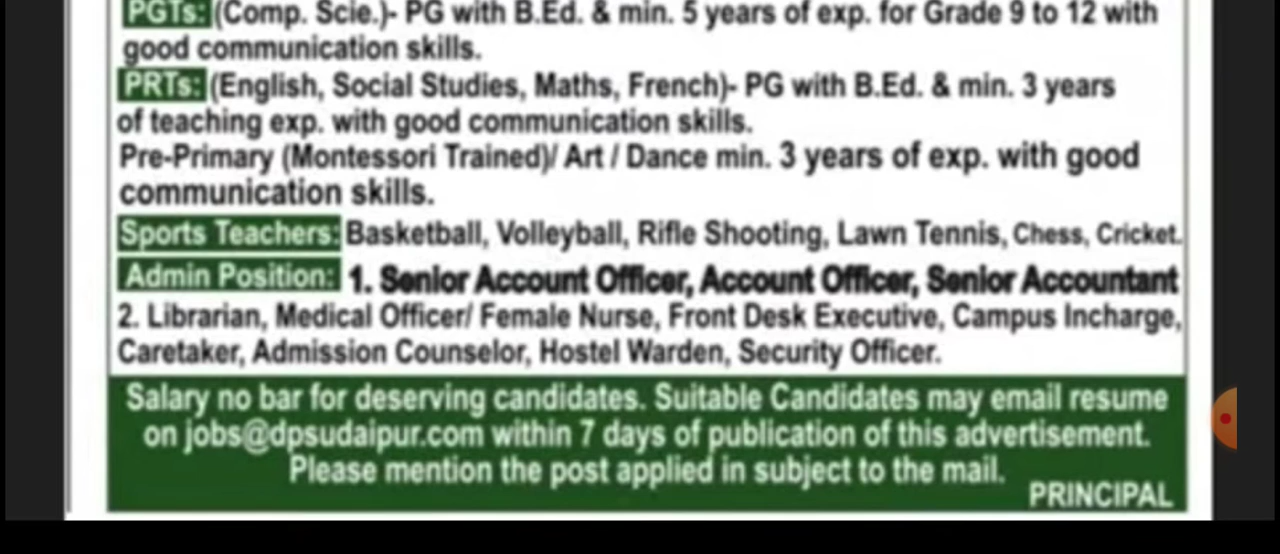 PGTs: (Comp. Scie.)- PG with B.Ed. & min. 5 years of exp. for Grade 9 to 12 with
good communication skills.
PRTs: (English, Social Studies, Maths, French)- PG with B.Ed. & min. 3 years
of teaching exp. with good communication skills.
Pre-Primary (Montessori Trained)/ Art / Dance min. 3 years of exp. with good
communication skills.
Sports Teachers: Basketball, Volleyball, Rifle Shooting, Lawn Tennis, Chess, Cricket.
Admin Position: 1. Senior Account Officer, Account Officer, Senior Accountant
2. Librarian, Medical Officer/ Female Nurse, Front Desk Executive, Campus Incharge,
Caretaker, Admission Counselor, Hostel Warden, Security Officer.
Salary no bar for deserving candidates. Suitable Candidates may email resume
on jobs@dpsudaipur.com within 7 days of publication of this advertisement.
Please mention the post applied in subject to the mail.
PRINCIPAL